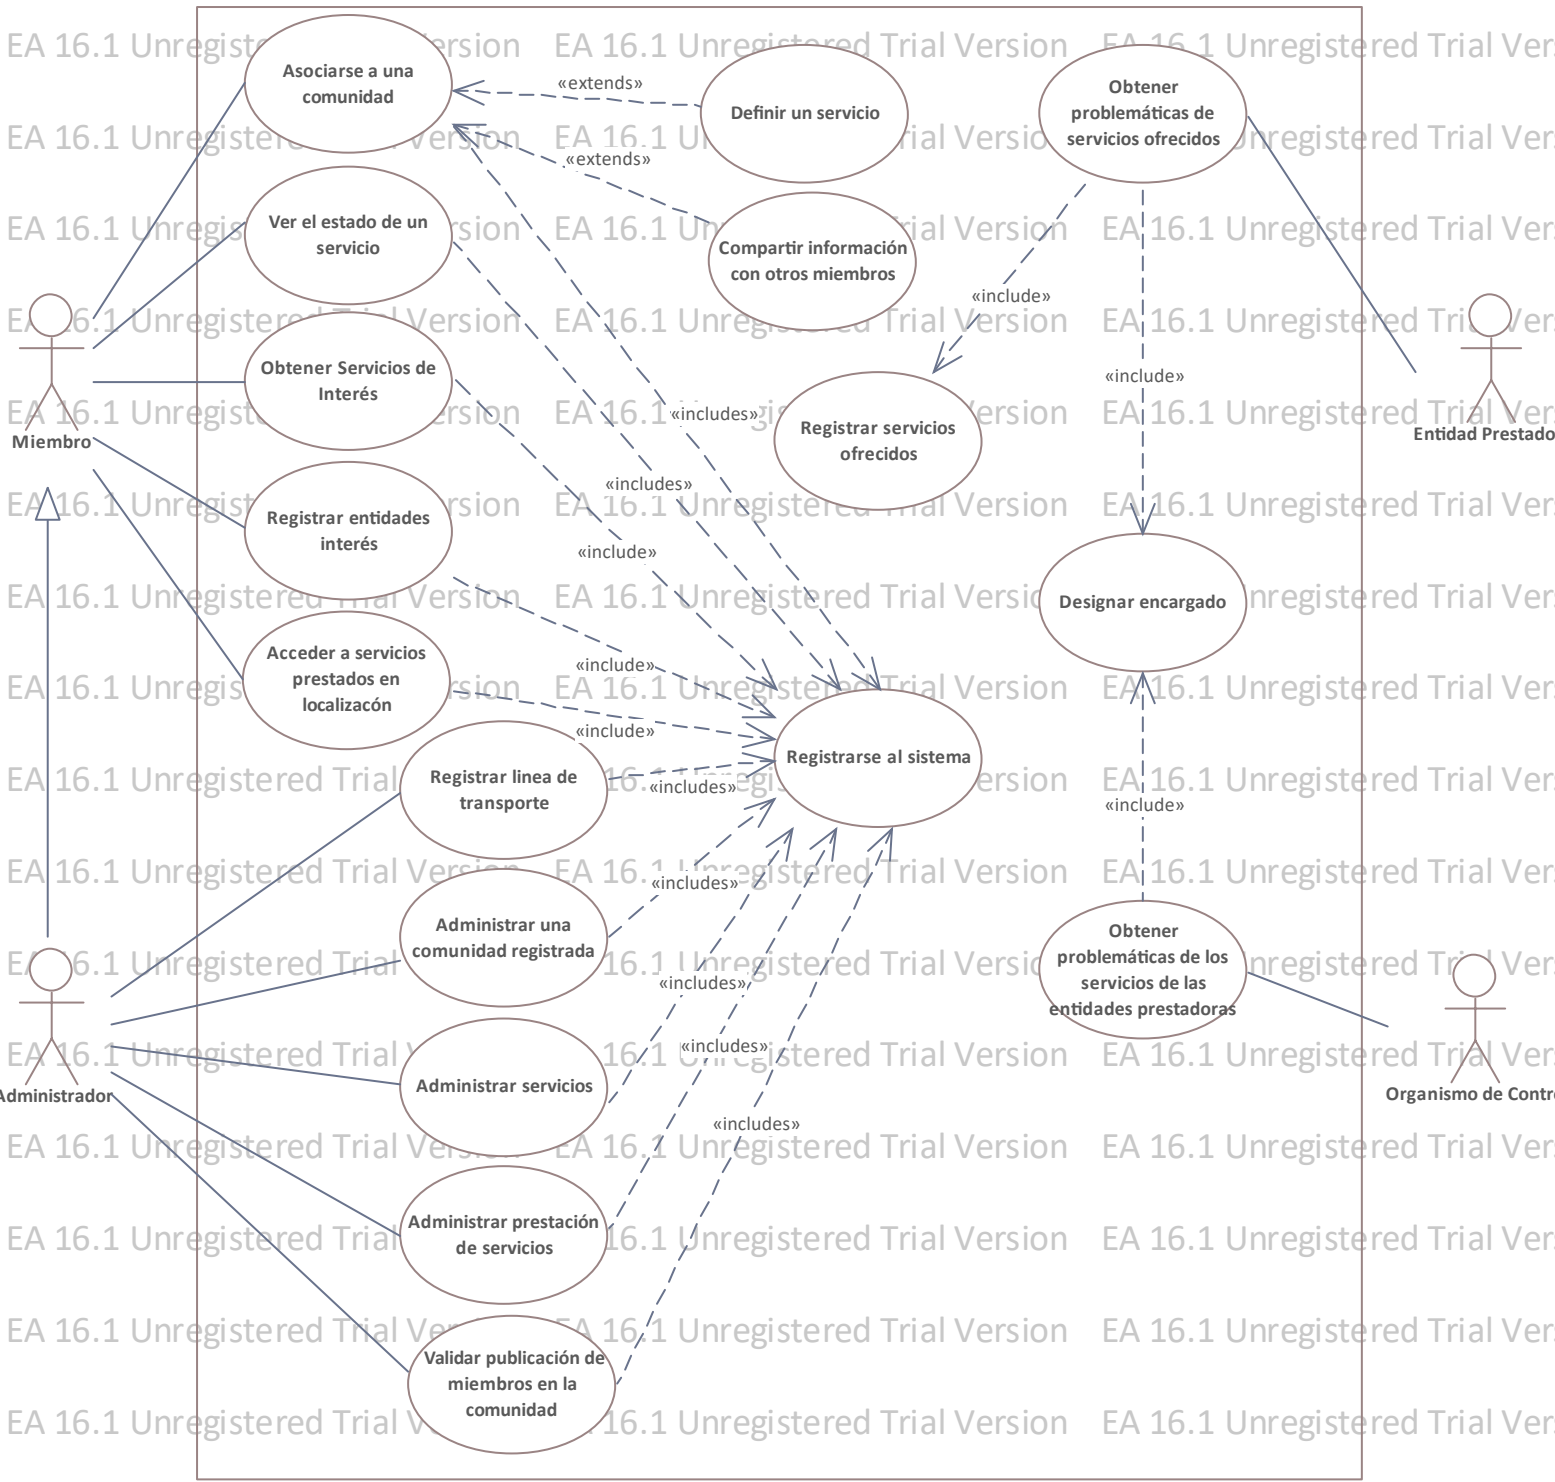 Asociarse a una
comunidad
«extends»
Definir un servicio
Obtener
problemáticas de
servicios ofrecidos
«extends»
Ver el estado de un
servicio
Compartir información
con otros miembros
«include»
Obtener Servicios de
Interés
«include»
«includes»
Registrar servicios
ofrecidos
Miembro
Entidad Prestado
«includes»
Registrar entidades
interés
«include»
Designar encargado
Acceder a servicios
prestados en
localizacón
«include»
«include»
Registrarse al sistema
Registrar linea de
transporte
«includes»
«include»
«includes»
Administrar una
comunidad registrada
Obtener
problemáticas de los
servicios de las
entidades prestadoras
«includes»
«includes»
Administrar servicios
Administrador
Organismo de Contr
«includes»
Administrar prestación
de servicios
Validar publicación de
miembros en la
comunidad
EA 16.1 Unregistered Trial Version